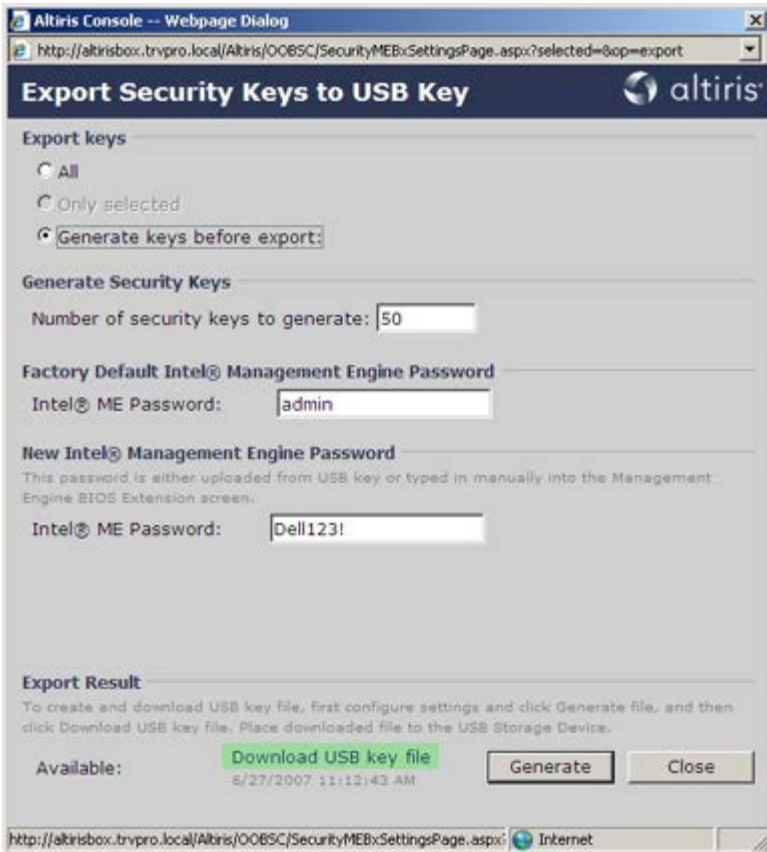 Altiris Console -- Webpage Dialog
http://altirisbox.trvpro.local/Altiris/OOBSC/SecurityMEBxSettingsPage.aspx?selected=&op=export
Export Security Keys to USB Key
altiris
Export keys
All
Only selected
Generate keys before export:
Generate Security Keys
Number of security keys to generate: 50
Factory Default Intel® Management Engine Password
Intel® ME Password: admin
New Intel® Management Engine Password
This password is either uploaded from USB key or typed in manually into the Management
Engine BIOS Extension screen.
Intel® ME Password: Dell123!
Export Result
To create and download USB key file, first configure settings and click Generate file, and then
click Download USB key file. Place downloaded file to the USB Storage Device.
Available: Download USB key file Generate Close
6/27/2007 11:12:43 AM
http://altirisbox.trvpro.local/Altiris/OOBSC/SecurityMEBxSettingsPage.aspx? Internet